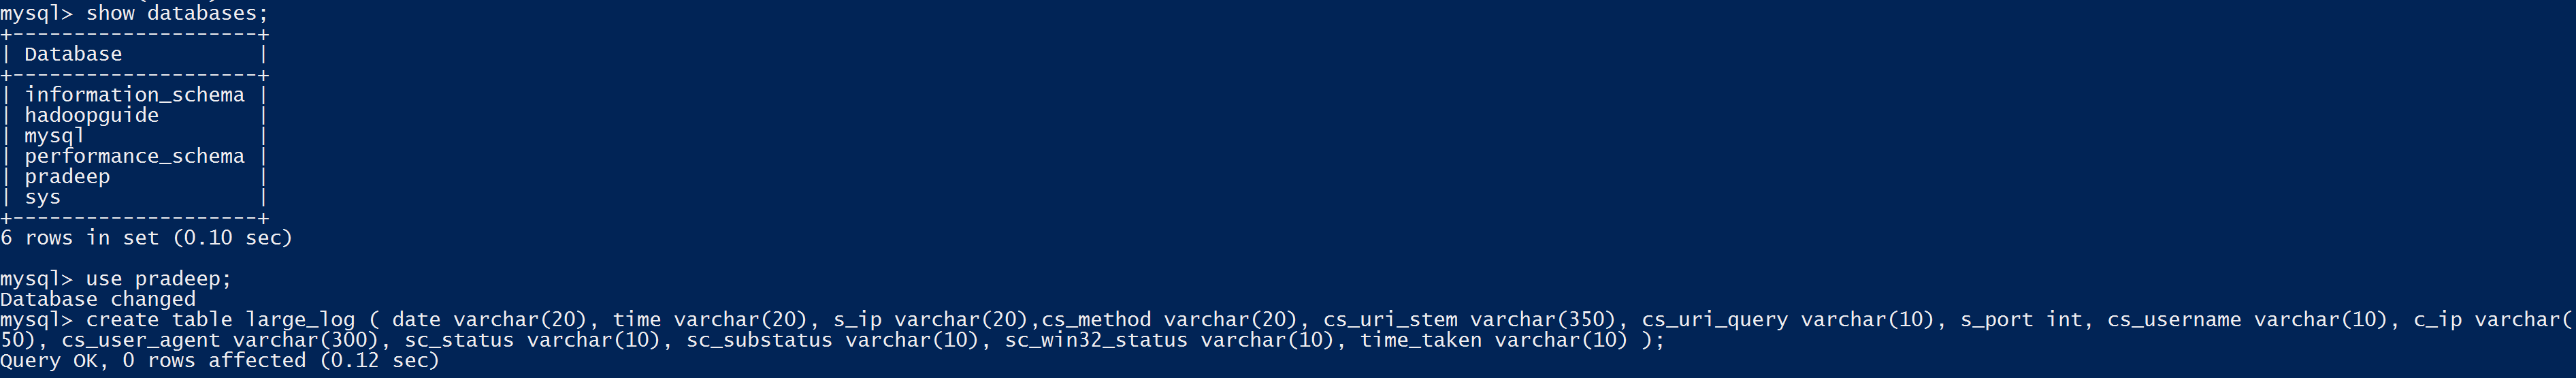 mysql> show databases;
+--------------------+
| Database           |
+--------------------+
| information_schema |
| hadoopguide        |
| mysql              |
| performance_schema |
| pradeep            |
| sys                |
+--------------------+
6 rows in set (0.10 sec)
mysql> use pradeep;
Database changed
mysql> create table large_log ( date varchar(20), time varchar(20), s_ip varchar(20),cs_method varchar(20), cs_uri_stem varchar(350), cs_uri_query varchar(10), s_port int, cs_username varchar(10), c_ip varchar(
50), cs_user_agent varchar(300), sc_status varchar(10), sc_substatus varchar(10), sc_win32_status varchar(10), time_taken varchar(10) );
Query OK, 0 rows affected (0.12 sec)